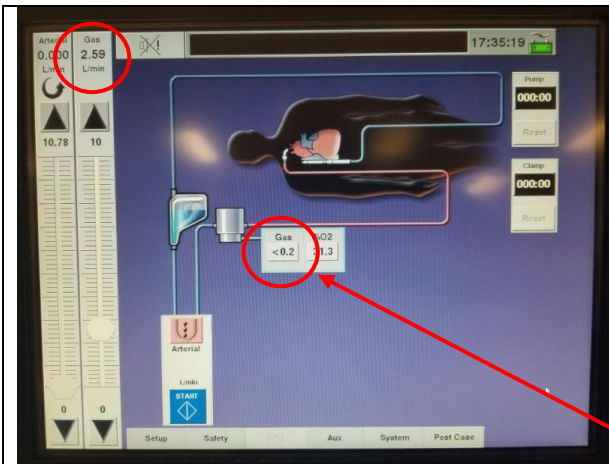 Arterial
Gas
0.000
2.59
L/min
L/min
17:35:19
10.78
10
Pump
000:00
Reset
Clamp
000:00
Reset
Gas
<0.2
31.3
Arterial
L/min
START
0
0
Setup
Safety
CPG
Aux
System
Post Case